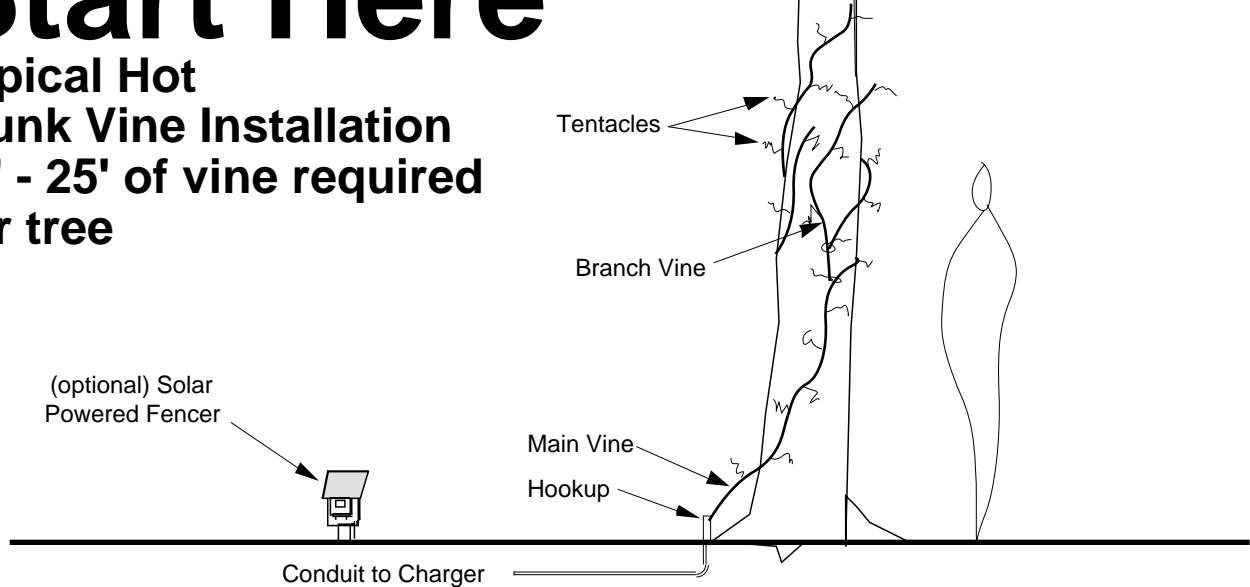 Start Here
pical Hot
unk Vine Installation
' - 25' of vine required
r tree
Tentacles
Branch Vine
(optional) Solar
Powered Fencer
Main Vine
Hookup
Conduit to Charger